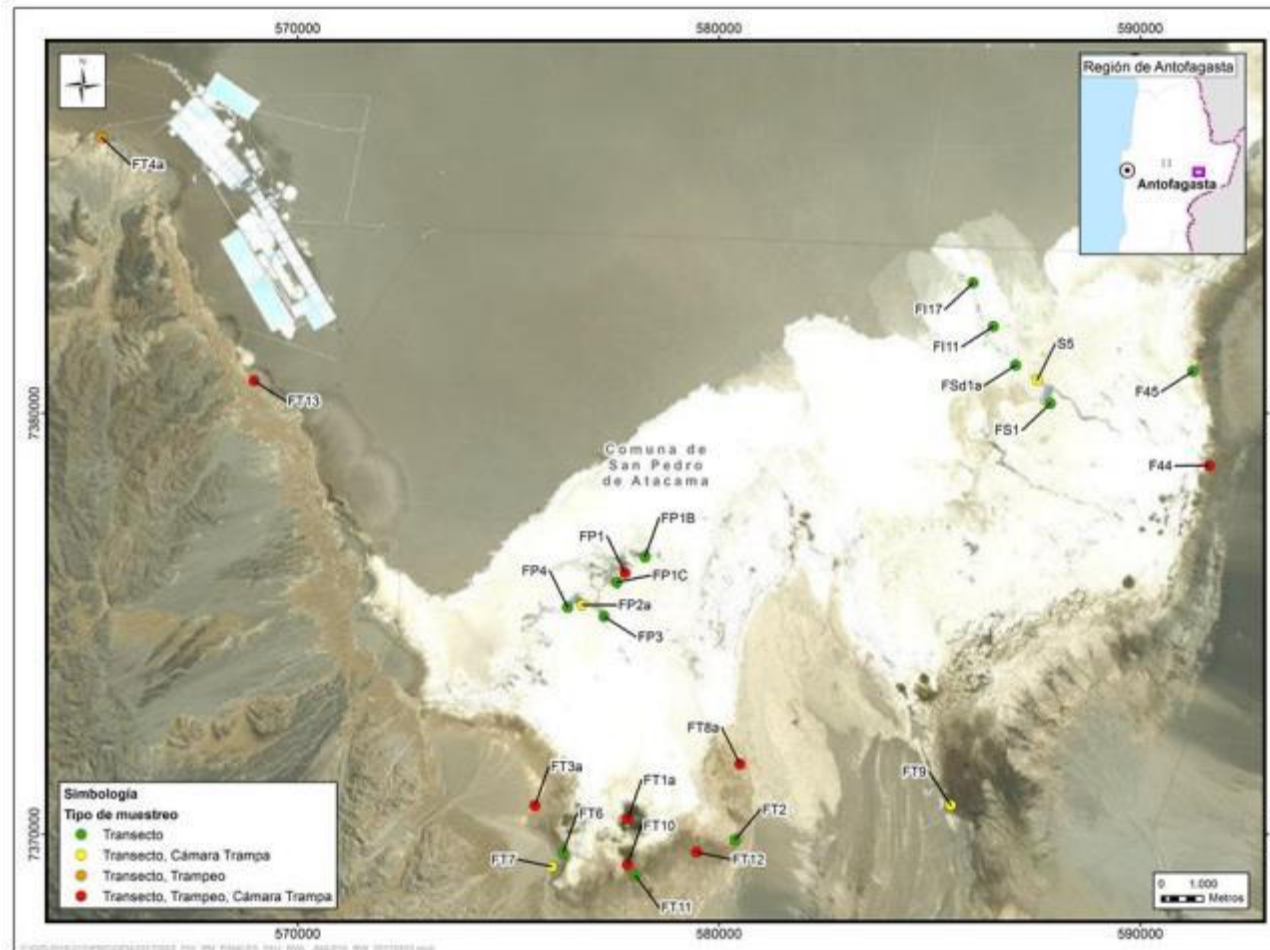 570000
580000
590000
Región de Antofagasta
Antofagasta
FT4a
FI17
FI11
S5
FSd1a
F45
FS1
FT13
7380000
7380000
F44
Comuna de
San Pedro
de Atacama
FP1B
FP1
FP1C
FP4
FP2a
FP3
FT8a
FT9
FT3a
FT1a
FT6
FT10
FT2
FT7
FT12
FT11
7370000
7370000
Simbología
Tipo de muestreo
Transecto
Transecto, Cámara Trampa
Transecto, Trampeo
Transecto, Trampeo, Cámara Trampa
0 1.000
Metros
570000
580000
590000